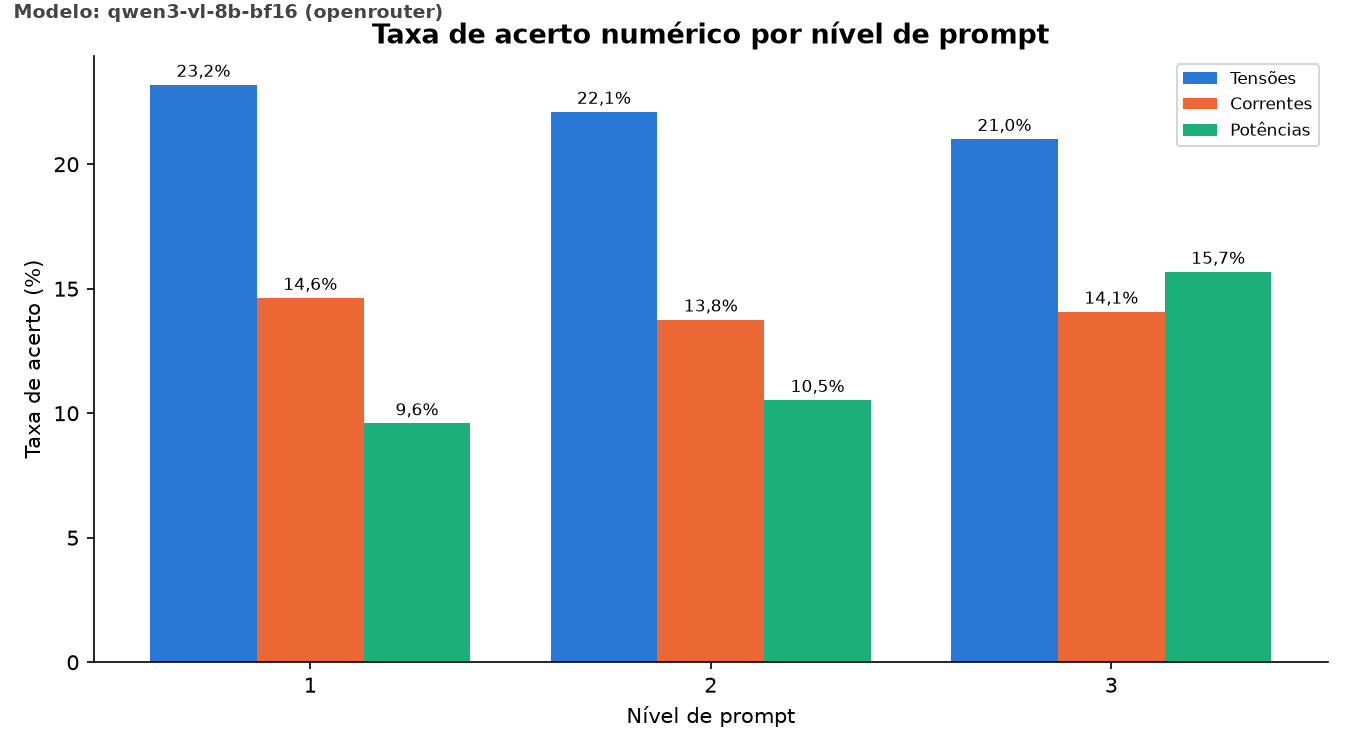 Modelo: qwen3-vl-8b-bf16 (openrouter)
Taxa de acerto numérico por nível de prompt
Tensões
Correntes
Potências
Taxa de acerto (%)
20
15
10
5
0
23,2%
14,6%
9,6%
22,1%
13,8%
10,5%
21,0%
14,1%
15,7%
1
2
3
Nível de prompt